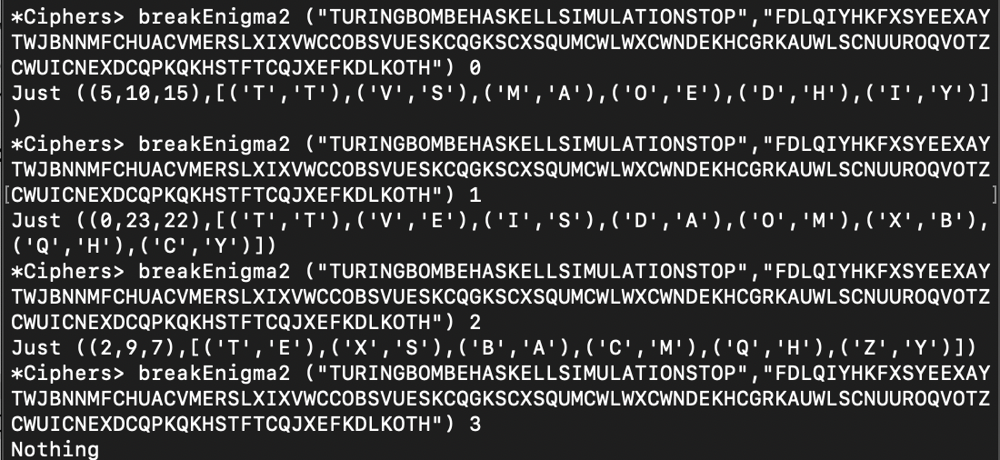 *Ciphers> breakEnigma2 ("TURINGBOMBEHASKELLSIMULATIONSTOP","FDLQIYHKFXSYEEXAY
TWJBNNMFCHUACVMERSLXIXVWCCOBSVUESKCQGKSCXSQUMCWLWXCWNDEKHCGRKAUWLSCNUUROQVOTZ
CWUICNEXDCQPKQKHSTFTCQJXEFKDLKOTH") 0
Just ((5,10,15),[('T','T'),('V','S'),('M','A'),('O','E'),('D','H'),('I','Y')]
)
*Ciphers> breakEnigma2 ("TURINGBOMBEHASKELLSIMULATIONSTOP","FDLQIYHKFXSYEEXAY
TWJBNNMFCHUACVMERSLXIXVWCCOBSVUESKCQGKSCXSQUMCWLWXCWNDEKHCGRKAUWLSCNUUROQVOTZ
[CWUICNEXDCQPKQKHSTFTCQJXEFKDLKOTH") 1 ]
Just ((0,23,22),[('T','T'),('V','E'),('I','S'),('D','A'),('O','M'),('X','B'),
('Q','H'),('C','Y')])
*Ciphers> breakEnigma2 ("TURINGBOMBEHASKELLSIMULATIONSTOP","FDLQIYHKFXSYEEXAY
TWJBNNMFCHUACVMERSLXIXVWCCOBSVUESKCQGKSCXSQUMCWLWXCWNDEKHCGRKAUWLSCNUUROQVOTZ
CWUICNEXDCQPKQKHSTFTCQJXEFKDLKOTH") 2
Just ((2,9,7),[('T','E'),('X','S'),('B','A'),('C','M'),('Q','H'),('Z','Y')])
*Ciphers> breakEnigma2 ("TURINGBOMBEHASKELLSIMULATIONSTOP","FDLQIYHKFXSYEEXAY
TWJBNNMFCHUACVMERSLXIXVWCCOBSVUESKCQGKSCXSQUMCWLWXCWNDEKHCGRKAUWLSCNUUROQVOTZ
CWUICNEXDCQPKQKHSTFTCQJXEFKDLKOTH") 3
Nothing